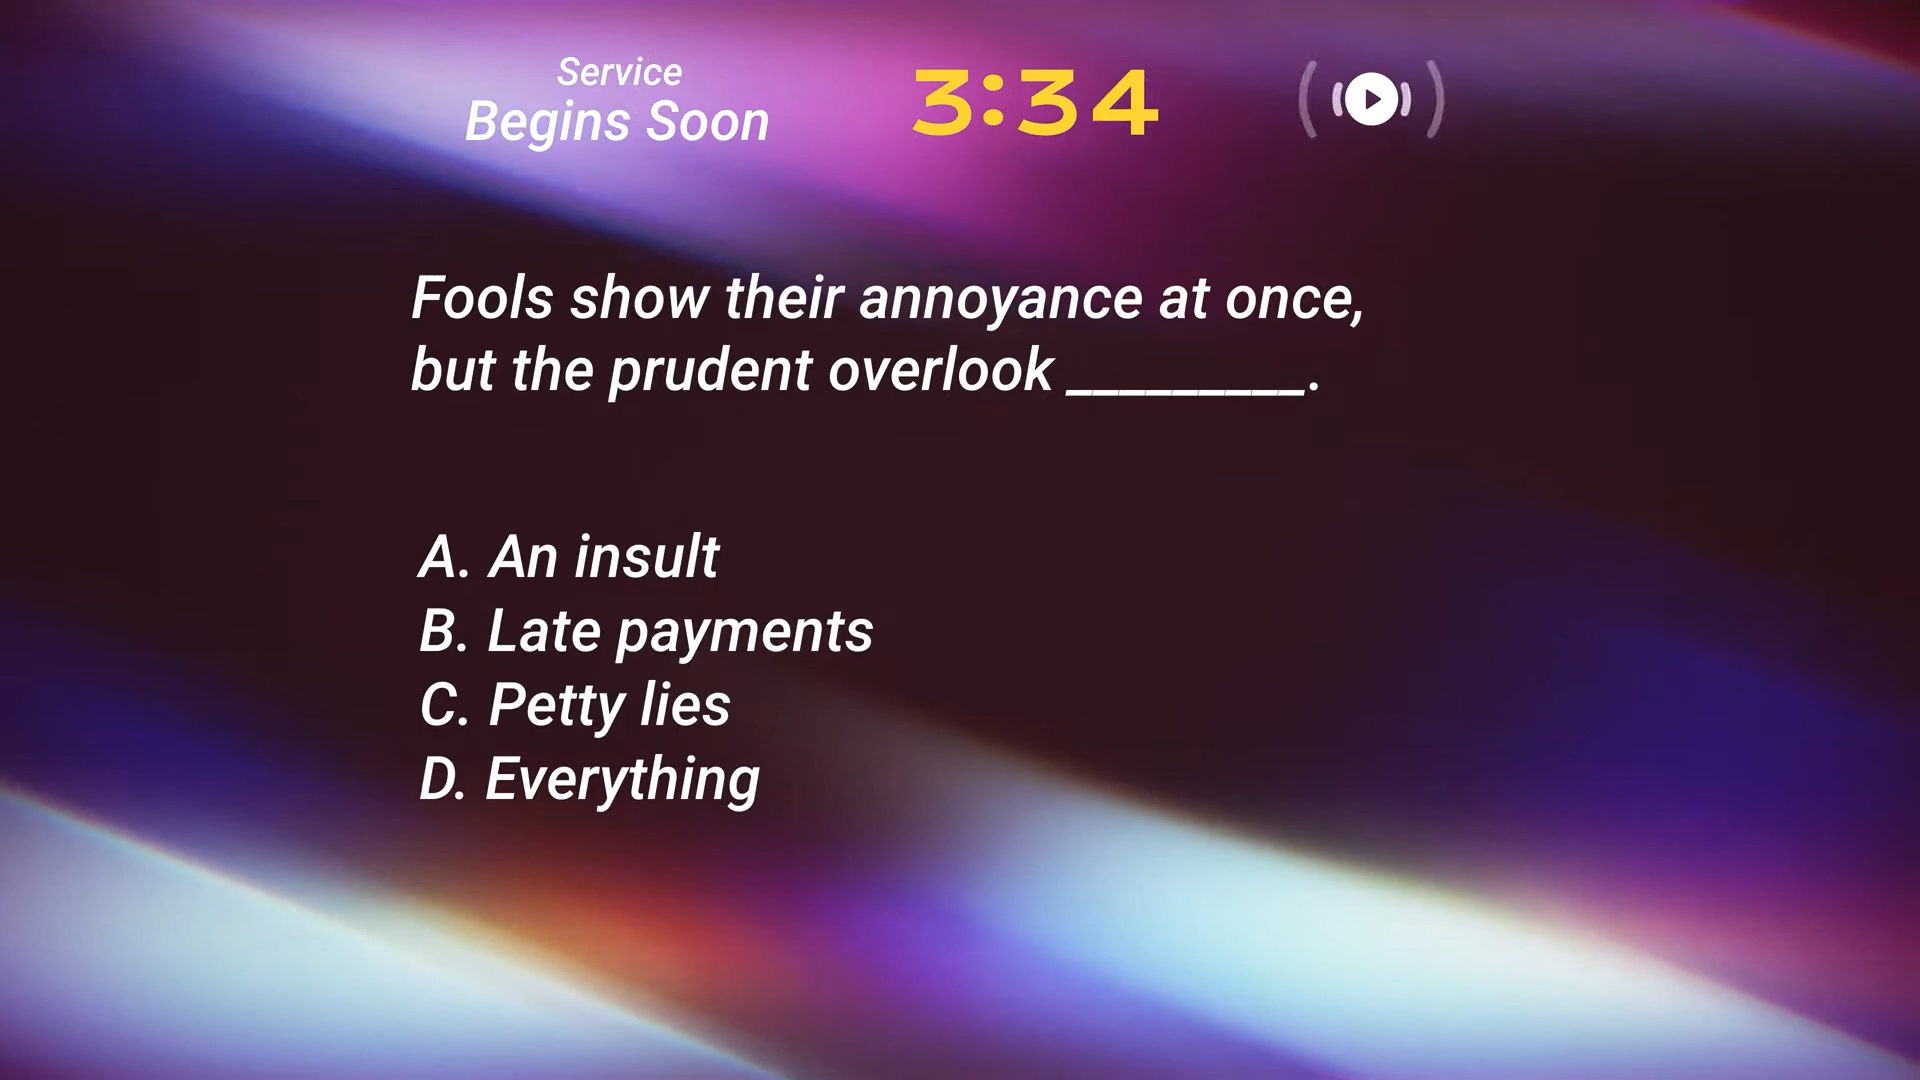 Service
Begins Soon
3:34
Fools show their annoyance at once,
but the prudent overlook _________.
A. An insult
B. Late payments
C. Petty lies
D. Everything